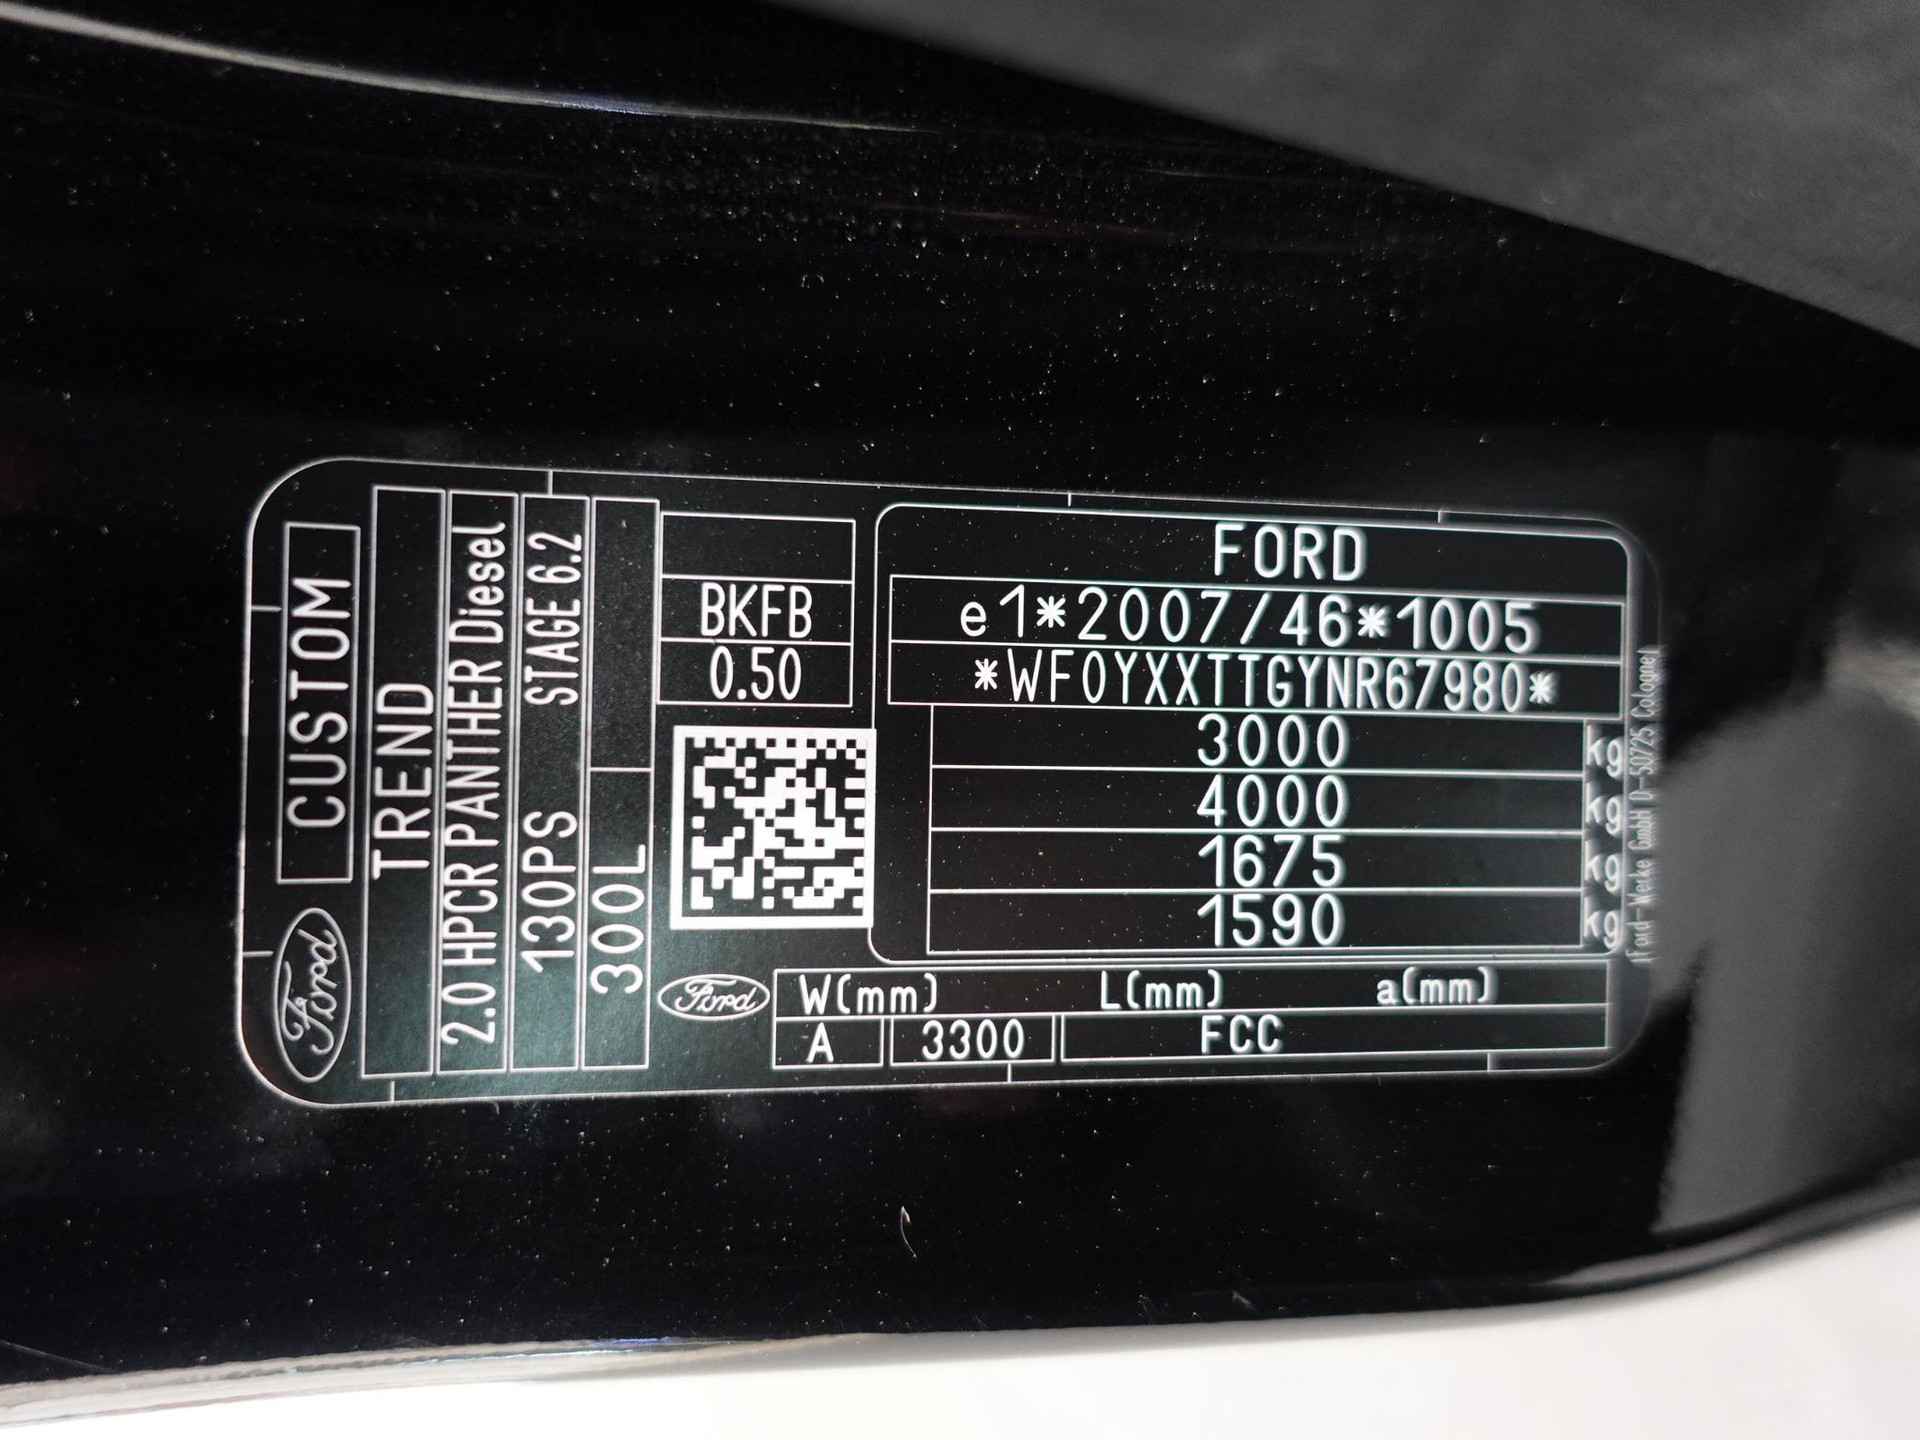 Ford
CUSTOM
TREND
2.0 HPCR PANTHER Diesel
130PS STAGE 6.2
300L
BKFB
0.50
FORD
e1*2007/46*1005
*WF0YXXTTGYNR67980*
3000 kg
4000 kg
1675 kg
1590 kg
Ford
W(mm) L(mm) a(mm)
A 3300 FCC
Ford-Werke GmbH D-50725 Cologne